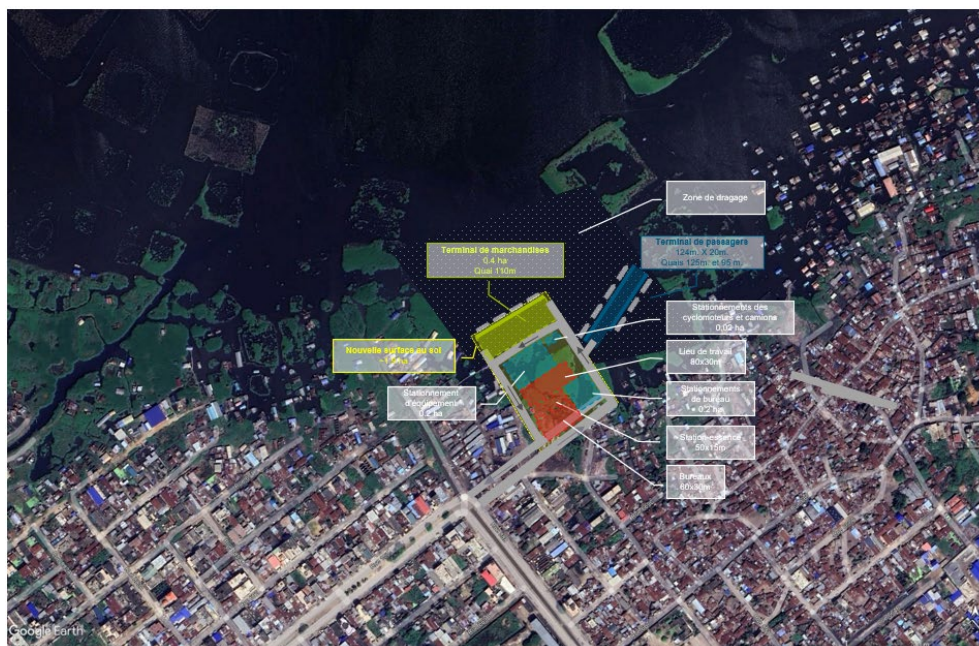 Zone de dragage
Terminal de marchandises
0.4 ha
Quai 110m
Terminal de passagers
124m. X 20m.
Quais 125m. et 65 m.
Stationnements des
cyclomoteurs et camions
0,02 ha
Nouvelle surface au sol
Lieu de travail
80x30m
Stationnement
d'équipement
0.2 ha
Stationnements
de bureau
0.2 ha
Station-essence
50x15m
Bureaux
60x30m
Google Earth